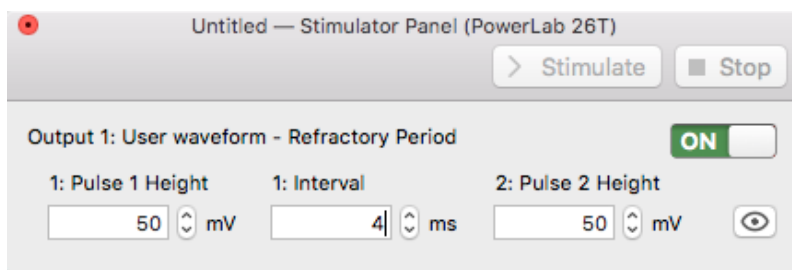 Untitled — Stimulator Panel (PowerLab 26T)
Stimulate Stop
Output 1: User waveform - Refractory Period ON
1: Pulse 1 Height 1: Interval 2: Pulse 2 Height
50 mV 4 ms 50 mV